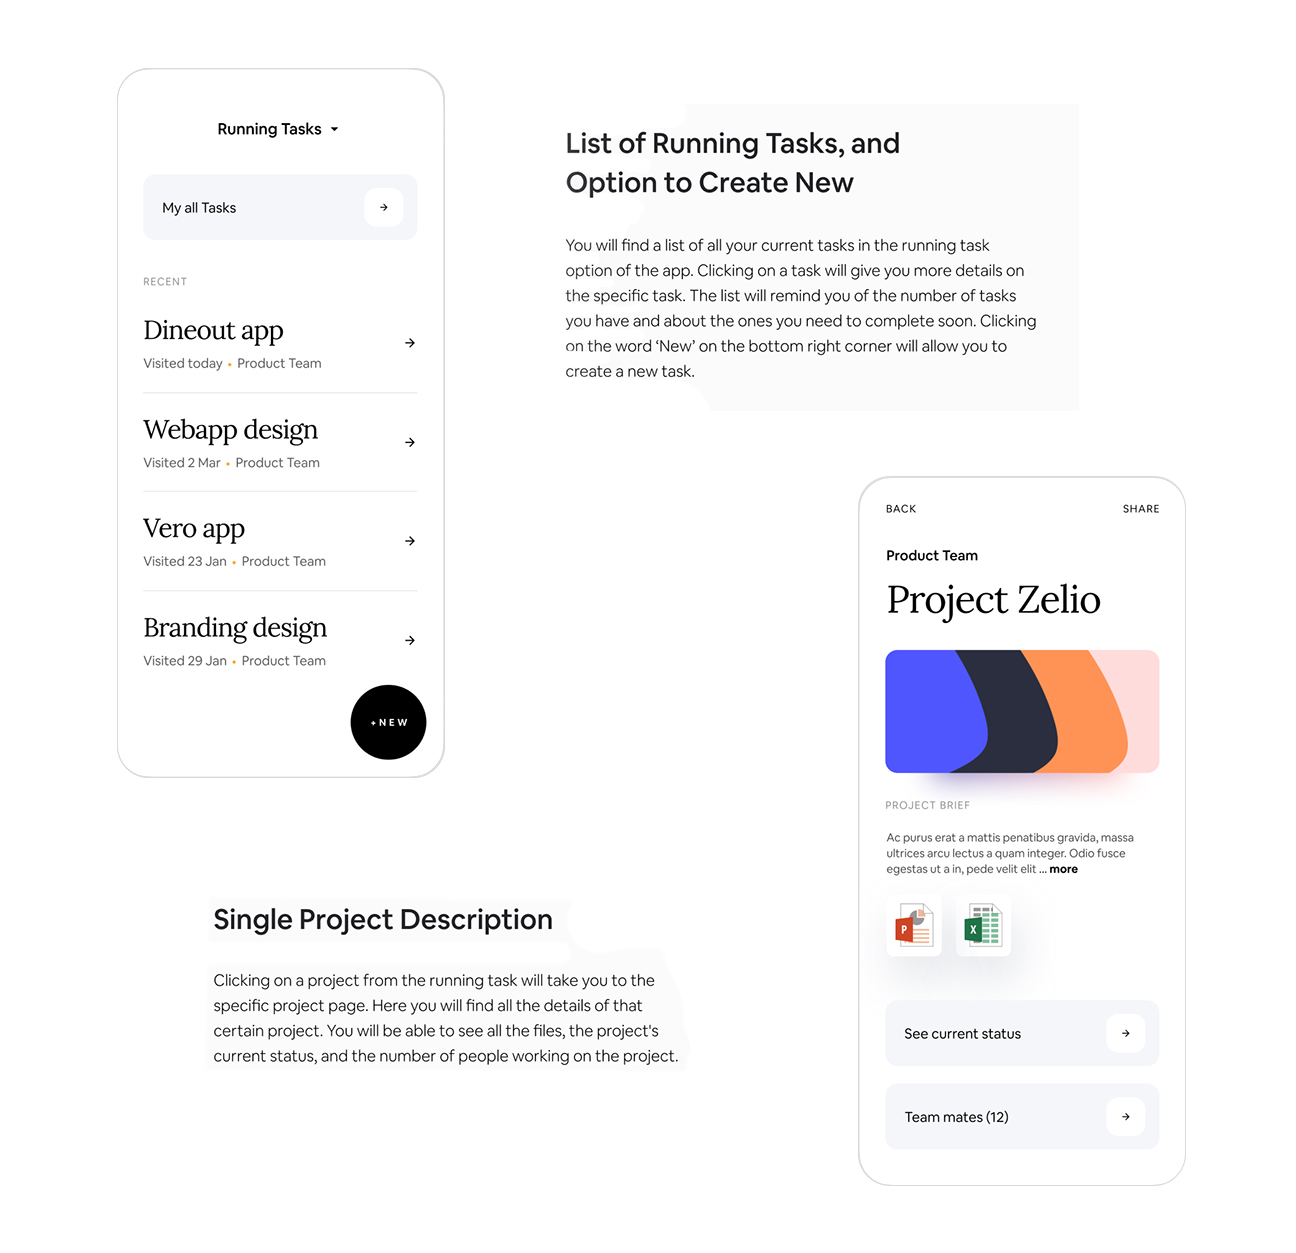 Running Tasks
My all Tasks
RECENT
Dineout app
Visited today • Product Team
Webapp design
Visited 2 Mar • Product Team
Vero app
Visited 23 Jan • Product Team
Branding design
Visited 29 Jan • Product Team
+NEW
List of Running Tasks, and
Option to Create New
You will find a list of all your current tasks in the running task
option of the app. Clicking on a task will give you more details on
the specific task. The list will remind you of the number of tasks
you have and about the ones you need to complete soon. Clicking
on the word ‘New’ on the bottom right corner will allow you to
create a new task.
BACK
SHARE
Product Team
Project Zelio
PROJECT BRIEF
Ac purus erat a mattis penatibus gravida, massa
ultrices arcu lectus a quam integer. Odio fusce
egestas ut a in, pede velit elit ... more
P
X
See current status
Team mates (12)
Single Project Description
Clicking on a project from the running task will take you to the
specific project page. Here you will find all the details of that
certain project. You will be able to see all the files, the project's
current status, and the number of people working on the project.